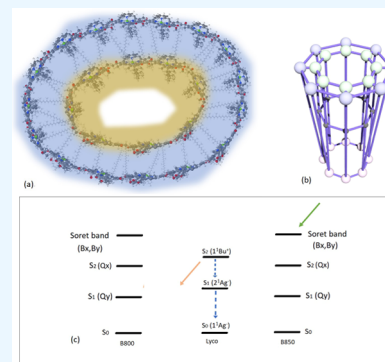 (a)
(b)
Soret band
(Bx,By)
S₂ (Qx)
S₁ (Qy)
S₀
B800
S₂ (1¹Bu⁺)
S₁ (2¹Ag⁻)
S₀ (1¹Ag⁻)
Lyco
Soret band
(Bx,By)
S₂ (Qx)
S₁ (Qy)
S₀
B850
(c)